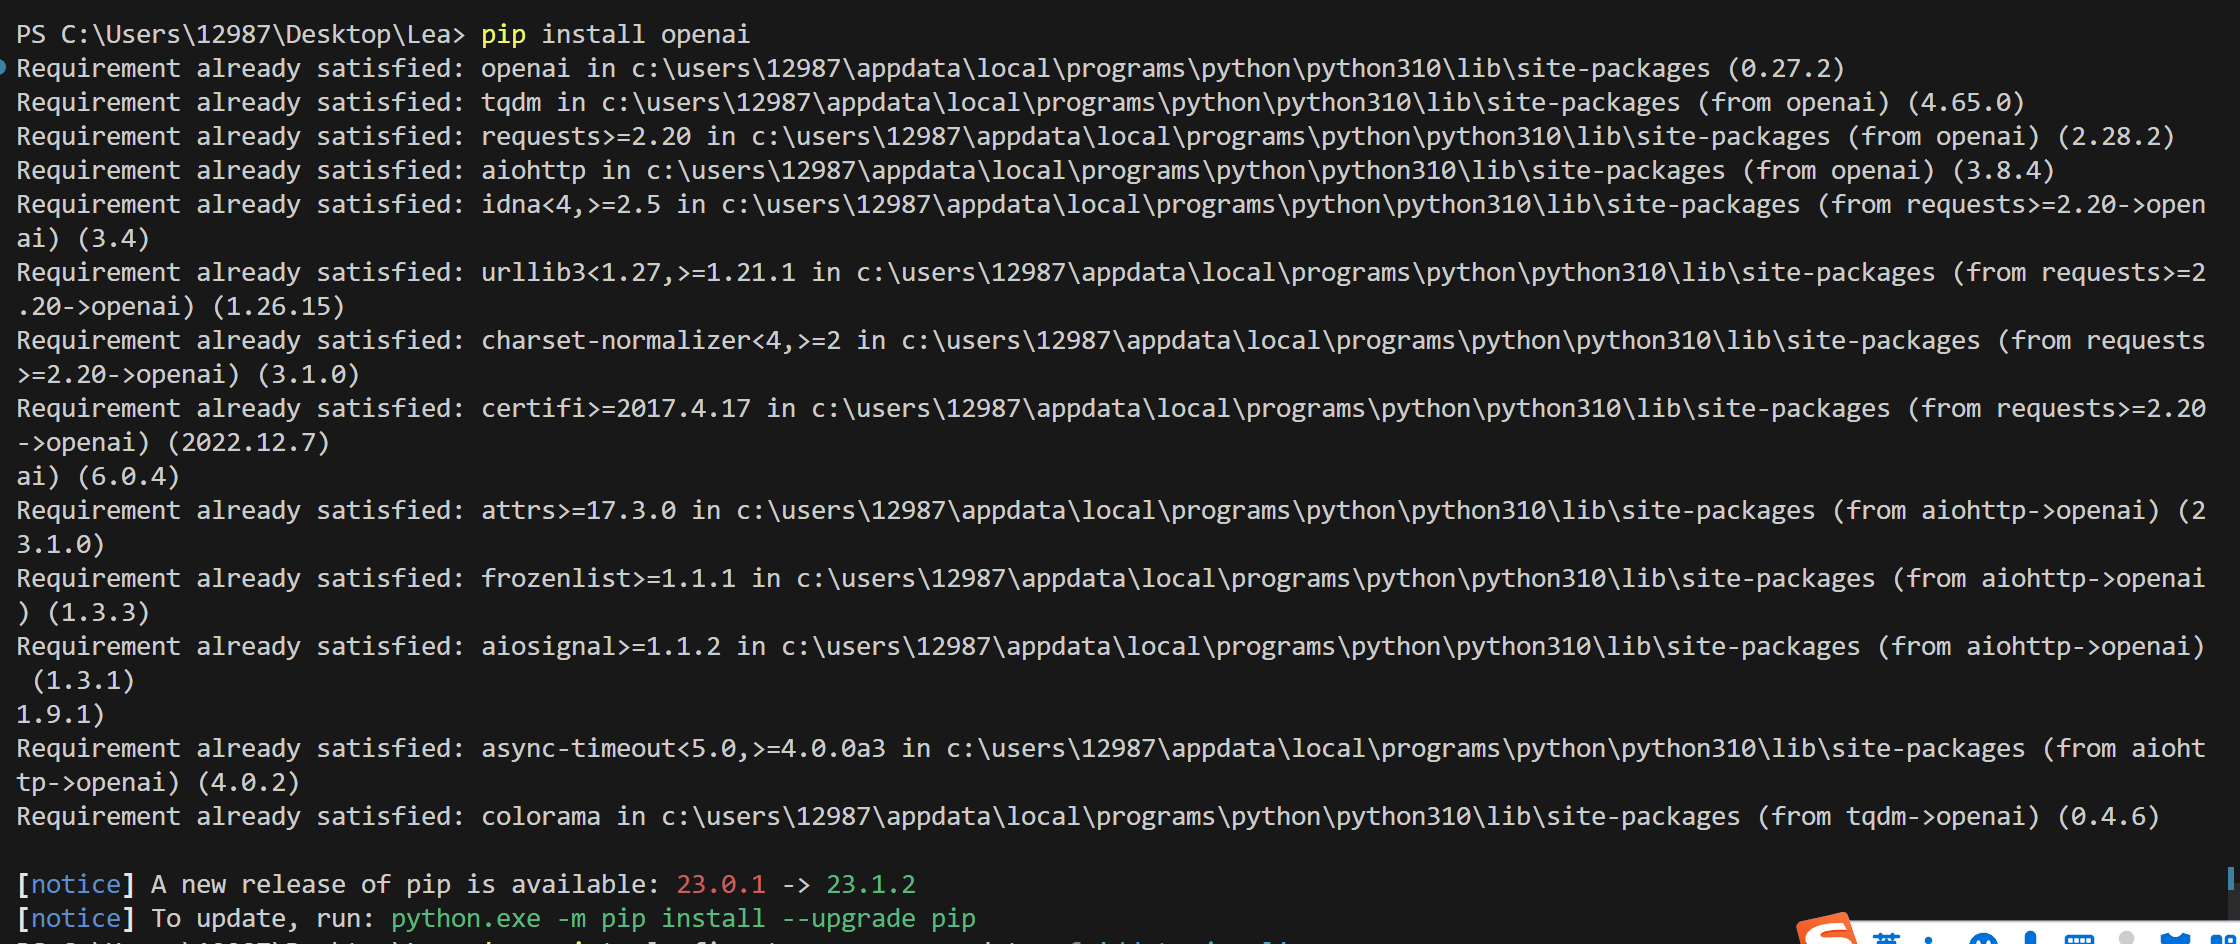 PS C:\Users\12987\Desktop\Lea> pip install openai
Requirement already satisfied: openai in c:\users\12987\appdata\local\programs\python\python310\lib\site-packages (0.27.2)
Requirement already satisfied: tqdm in c:\users\12987\appdata\local\programs\python\python310\lib\site-packages (from openai) (4.65.0)
Requirement already satisfied: requests>=2.20 in c:\users\12987\appdata\local\programs\python\python310\lib\site-packages (from openai) (2.28.2)
Requirement already satisfied: aiohttp in c:\users\12987\appdata\local\programs\python\python310\lib\site-packages (from openai) (3.8.4)
Requirement already satisfied: idna<4,>=2.5 in c:\users\12987\appdata\local\programs\python\python310\lib\site-packages (from requests>=2.20->open
ai) (3.4)
Requirement already satisfied: urllib3<1.27,>=1.21.1 in c:\users\12987\appdata\local\programs\python\python310\lib\site-packages (from requests>=2
.20->openai) (1.26.15)
Requirement already satisfied: charset-normalizer<4,>=2 in c:\users\12987\appdata\local\programs\python\python310\lib\site-packages (from requests
>=2.20->openai) (3.1.0)
Requirement already satisfied: certifi>=2017.4.17 in c:\users\12987\appdata\local\programs\python\python310\lib\site-packages (from requests>=2.20
->openai) (2022.12.7)
ai) (6.0.4)
Requirement already satisfied: attrs>=17.3.0 in c:\users\12987\appdata\local\programs\python\python310\lib\site-packages (from aiohttp->openai) (2
3.1.0)
Requirement already satisfied: frozenlist>=1.1.1 in c:\users\12987\appdata\local\programs\python\python310\lib\site-packages (from aiohttp->openai
) (1.3.3)
Requirement already satisfied: aiosignal>=1.1.2 in c:\users\12987\appdata\local\programs\python\python310\lib\site-packages (from aiohttp->openai)
(1.3.1)
1.9.1)
Requirement already satisfied: async-timeout<5.0,>=4.0.0a3 in c:\users\12987\appdata\local\programs\python\python310\lib\site-packages (from aioht
tp->openai) (4.0.2)
Requirement already satisfied: colorama in c:\users\12987\appdata\local\programs\python\python310\lib\site-packages (from tqdm->openai) (0.4.6)
[notice] A new release of pip is available: 23.0.1 -> 23.1.2
[notice] To update, run: python.exe -m pip install --upgrade pip